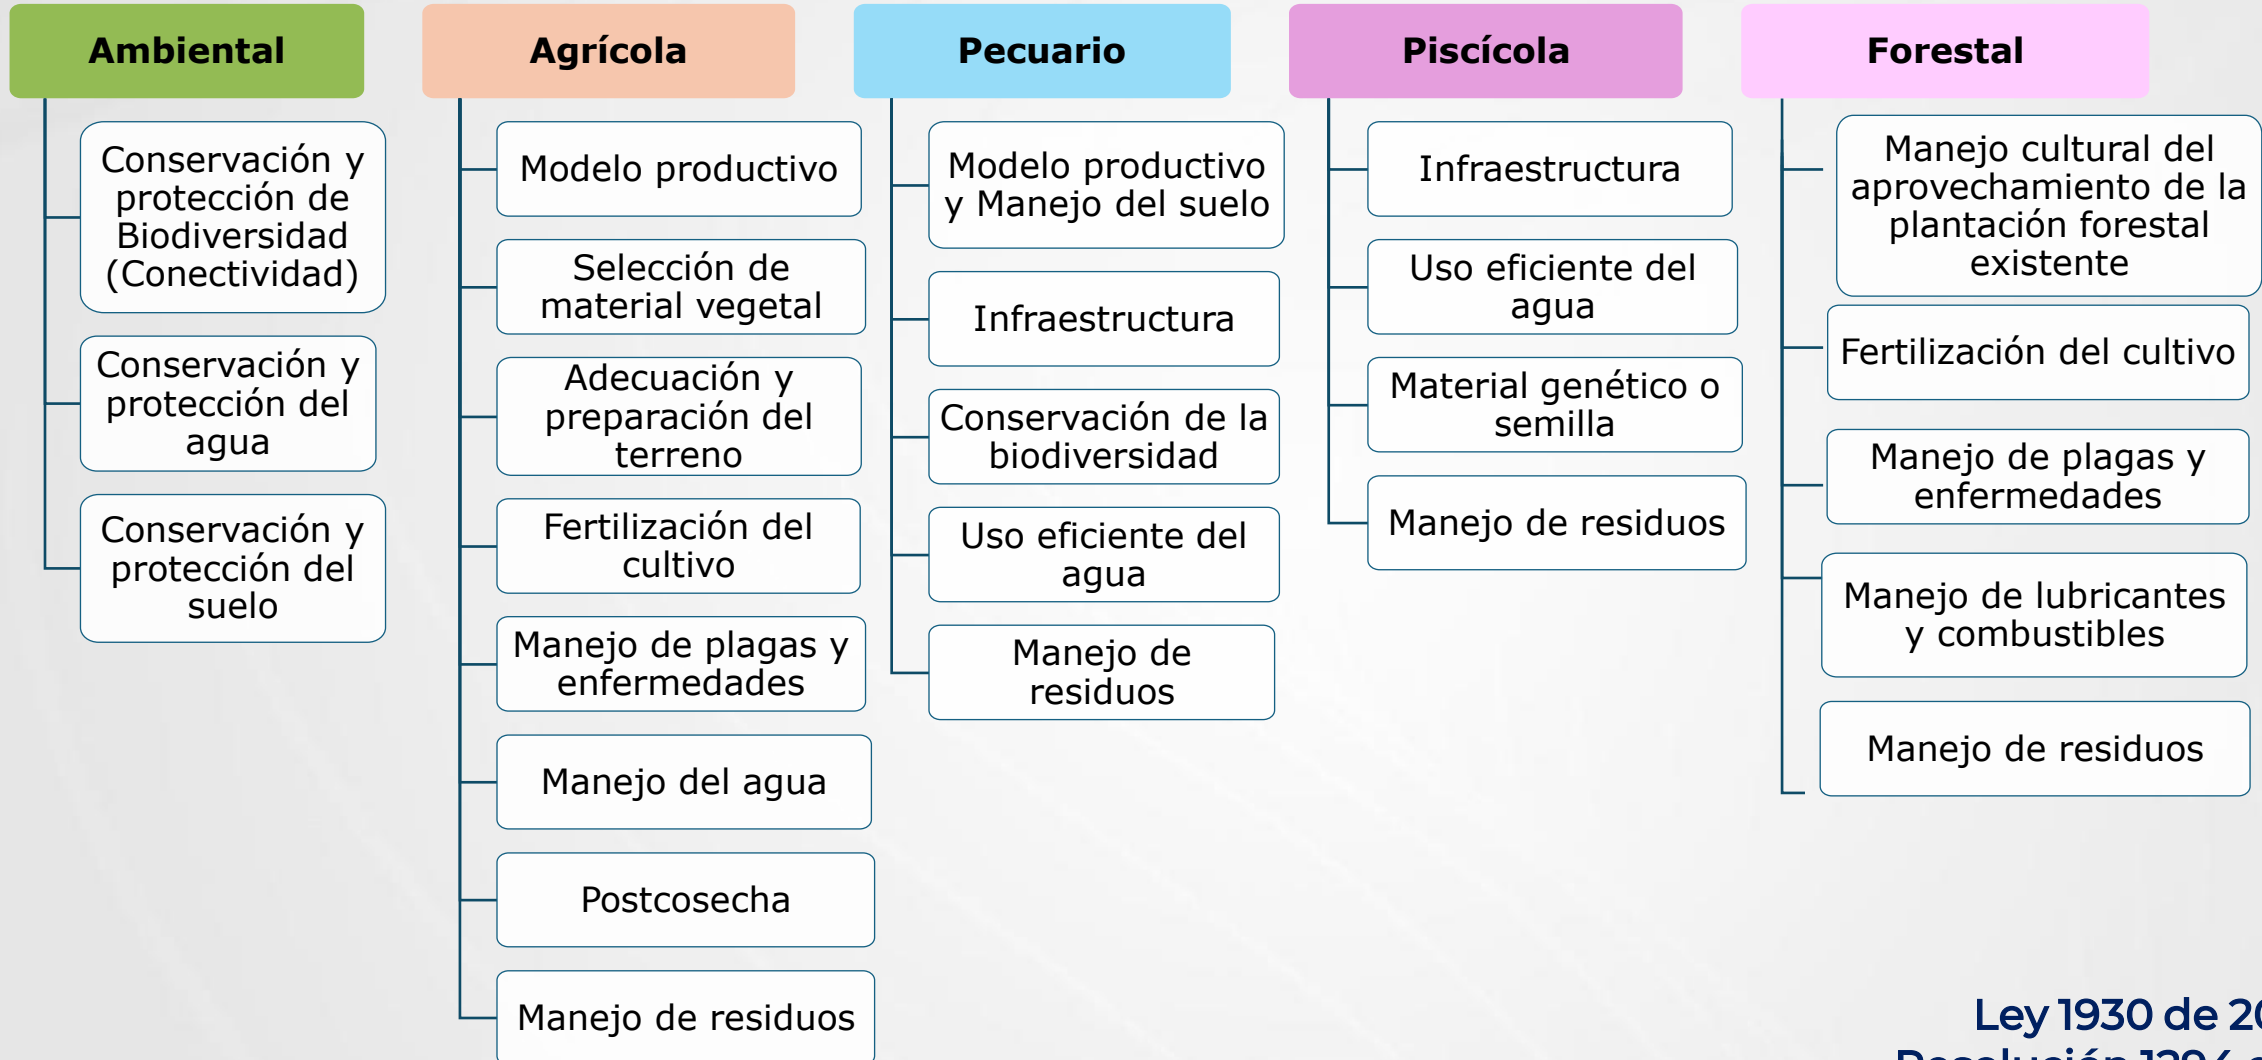 Ambiental
Conservación y
protección de
Biodiversidad
(Conectividad)
Conservación y
protección del
agua
Conservación y
protección del
suelo
Agrícola
Modelo productivo
Selección de
material vegetal
Adecuación y
preparación del
terreno
Fertilización del
cultivo
Manejo de plagas y
enfermedades
Manejo del agua
Postcosecha
Manejo de residuos
Pecuario
Modelo productivo
y Manejo del suelo
Infraestructura
Conservación de la
biodiversidad
Uso eficiente del
agua
Manejo de
residuos
Piscícola
Infraestructura
Uso eficiente del
agua
Material genético o
semilla
Manejo de residuos
Forestal
Manejo cultural del
aprovechamiento de la
plantación forestal
existente
Fertilización del cultivo
Manejo de plagas y
enfermedades
Manejo de lubricantes
y combustibles
Manejo de residuos
Ley 1930 de
Resolución 1294